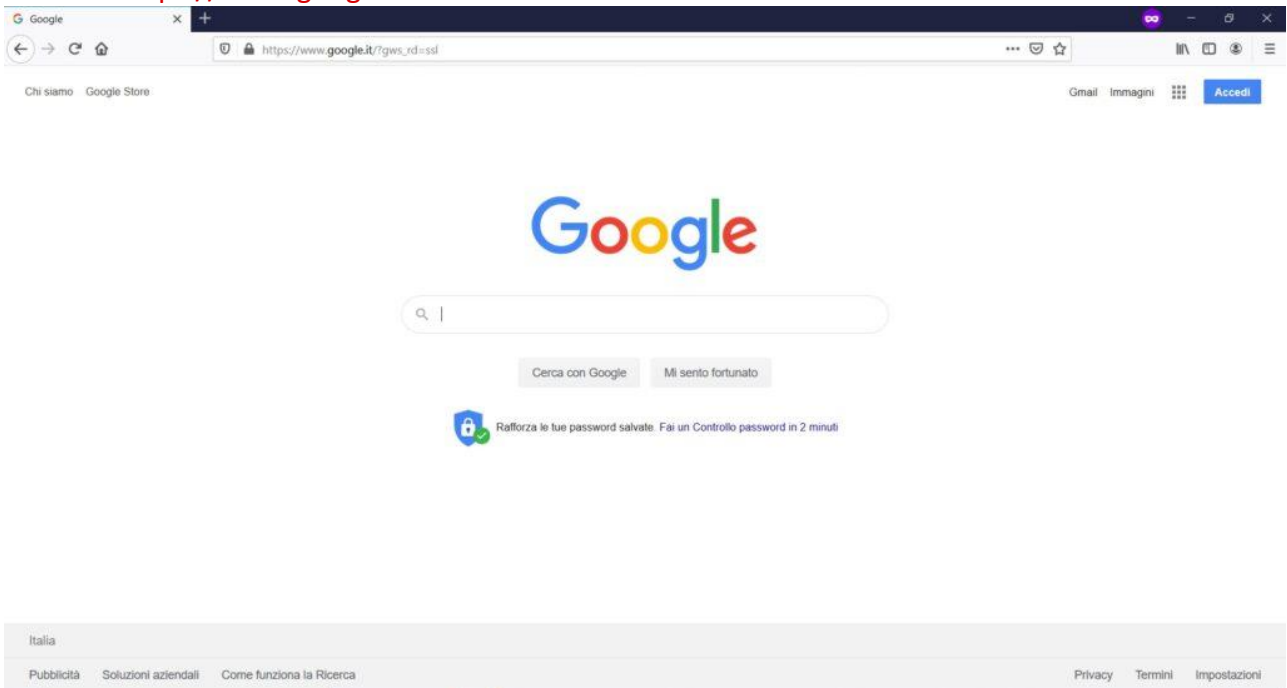 Google
https://www.google.it/?gws_rd=ssl
Chi siamo Google Store
Gmail Immagini Accedi
Google
Cerca con Google Mi sento fortunato
Rafforza le tue password salvate. Fai un Controllo password in 2 minuti
Italia
Pubblicità Soluzioni aziendali Come funziona la Ricerca
Privacy Termini Impostazioni